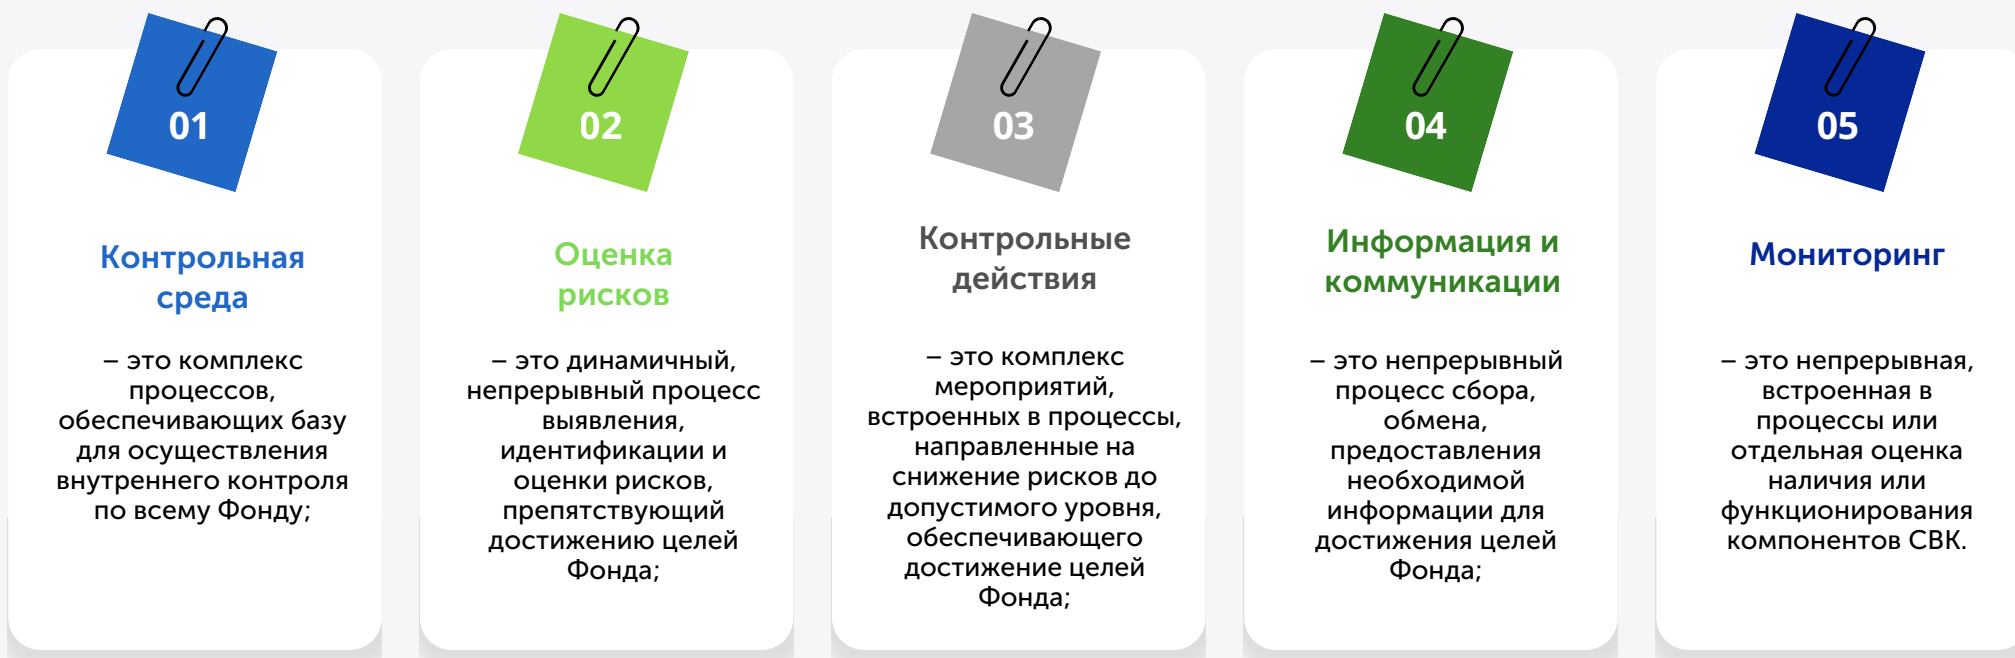 01
Контрольная
среда
– это комплекс
процессов,
обеспечивающих базу
для осуществления
внутреннего контроля
по всему Фонду;
02
Оценка
рисков
– это динамичный,
непрерывный процесс
выявления,
идентификации и
оценки рисков,
препятствующий
достижению целей
Фонда;
03
Контрольные
действия
– это комплекс
мероприятий,
встроенных в процессы,
направленные на
снижение рисков до
допустимого уровня,
обеспечивающего
достижение целей
Фонда;
04
Информация и
коммуникации
– это непрерывный
процесс сбора,
обмена,
предоставления
необходимой
информации для
достижения целей
Фонда;
05
Мониторинг
– это непрерывная,
встроенная в
процессы или
отдельная оценка
наличия или
функционирования
компонентов СВК.